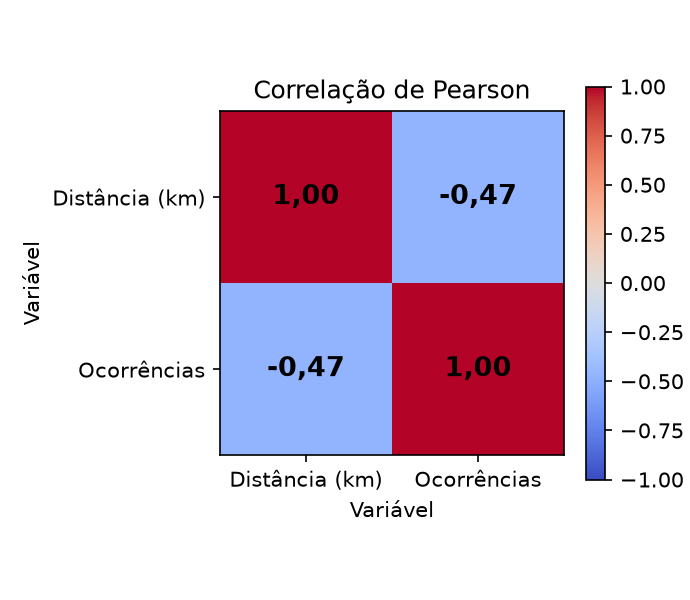 Correlação de Pearson
Variável
Distância (km)
Ocorrências
1,00
-0,47
-0,47
1,00
Distância (km)
Ocorrências
Variável
1.00
0.75
0.50
0.25
0.00
−0.25
−0.50
−0.75
−1.00